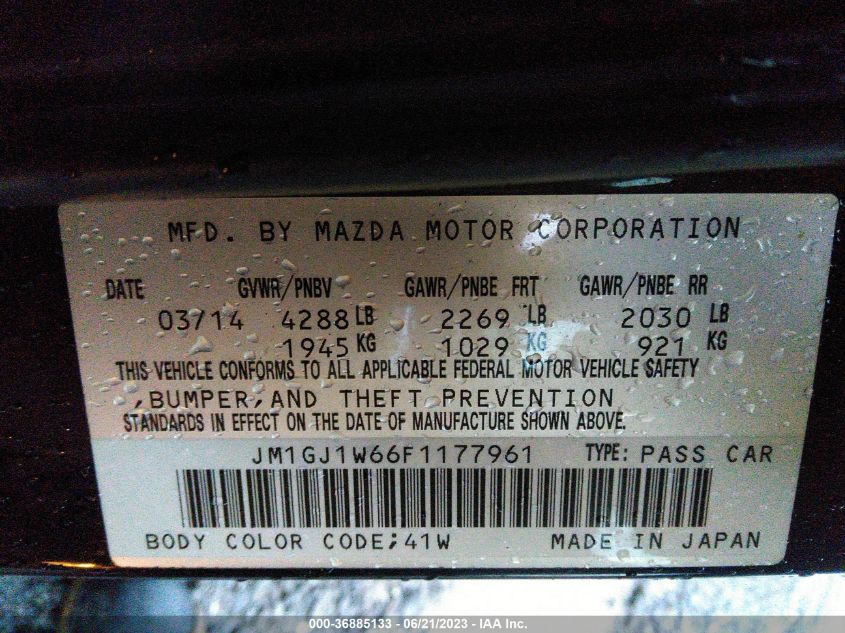 MFD. BY MAZDA MOTOR CORPORATION
DATE GVWR/PNBV GAWR/PNBE FRT GAWR/PNBE RR
03/14 4288 LB 2269 LB 2030 LB
1945 KG 1029 KG 921 KG
THIS VEHICLE CONFORMS TO ALL APPLICABLE FEDERAL MOTOR VEHICLE SAFETY
,BUMPER,AND THEFT PREVENTION
STANDARDS IN EFFECT ON THE DATE OF MANUFACTURE SHOWN ABOVE.
JM1GJ1W66F1177961 TYPE: PASS CAR
BODY COLOR CODE;41W MADE IN JAPAN
000-36885133 - 06/21/2023 - IAA Inc.